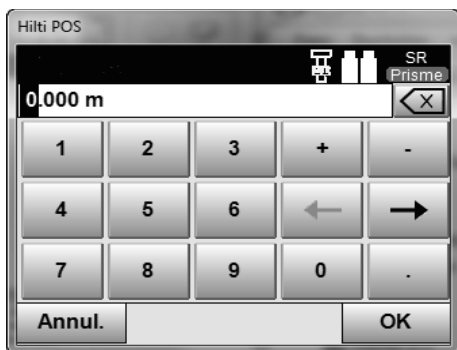 Hilti POS
SR
Prisme
0.000 m
1 2 3 + -
4 5 6
7 8 9 0 .
Annul. OK